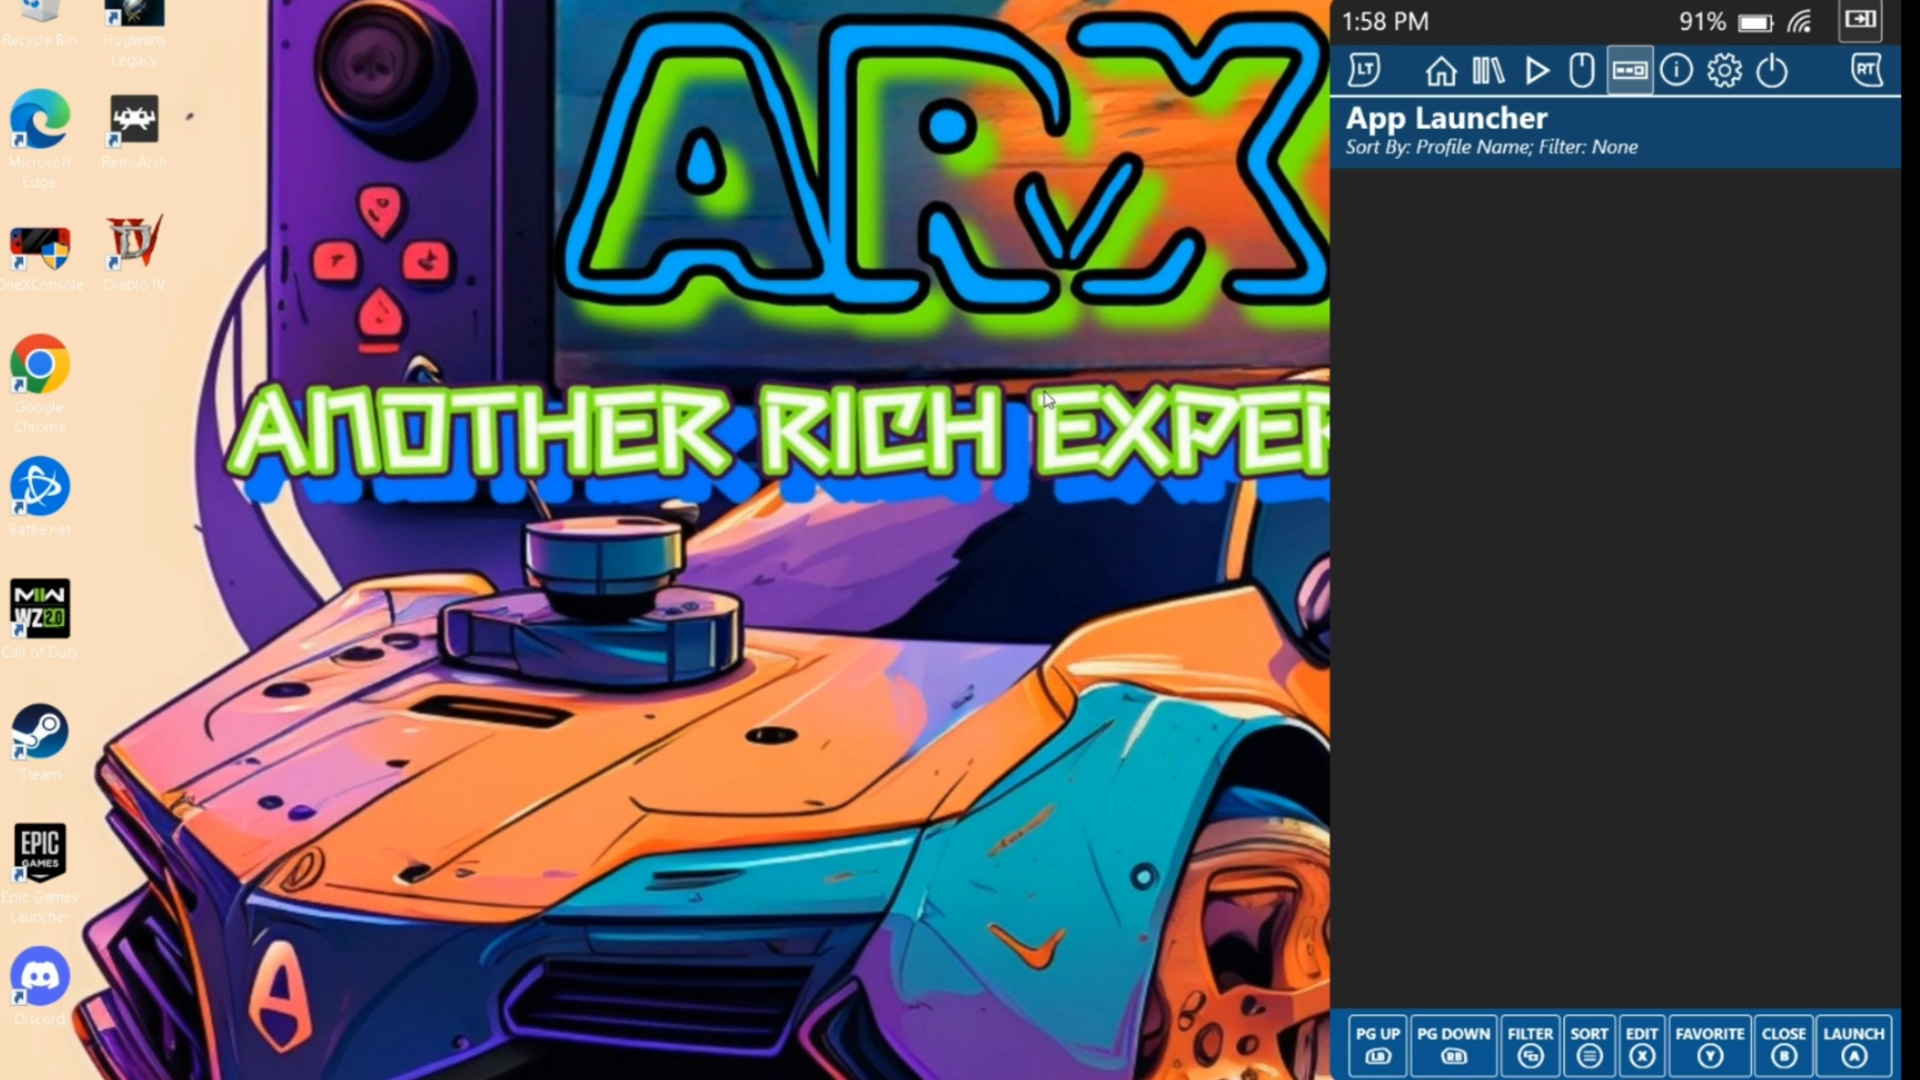 Recycle Bin
Hogwarts
Legacy
Microsoft
Edge
RetroArch
OneXConsole
Diablo IV
Google
Chrome
Battle.net
MW
WZ 2.0
Call of Duty
Steam
EPIC
GAMES
Epic Games
Launcher
Discord
ARX
ANOTHER RICH EXPER
A
1:58 PM
91%
LT
RT
App Launcher
Sort By: Profile Name; Filter: None
PG UP
LB
PG DOWN
RB
FILTER
SORT
EDIT
X
FAVORITE
Y
CLOSE
B
LAUNCH
A